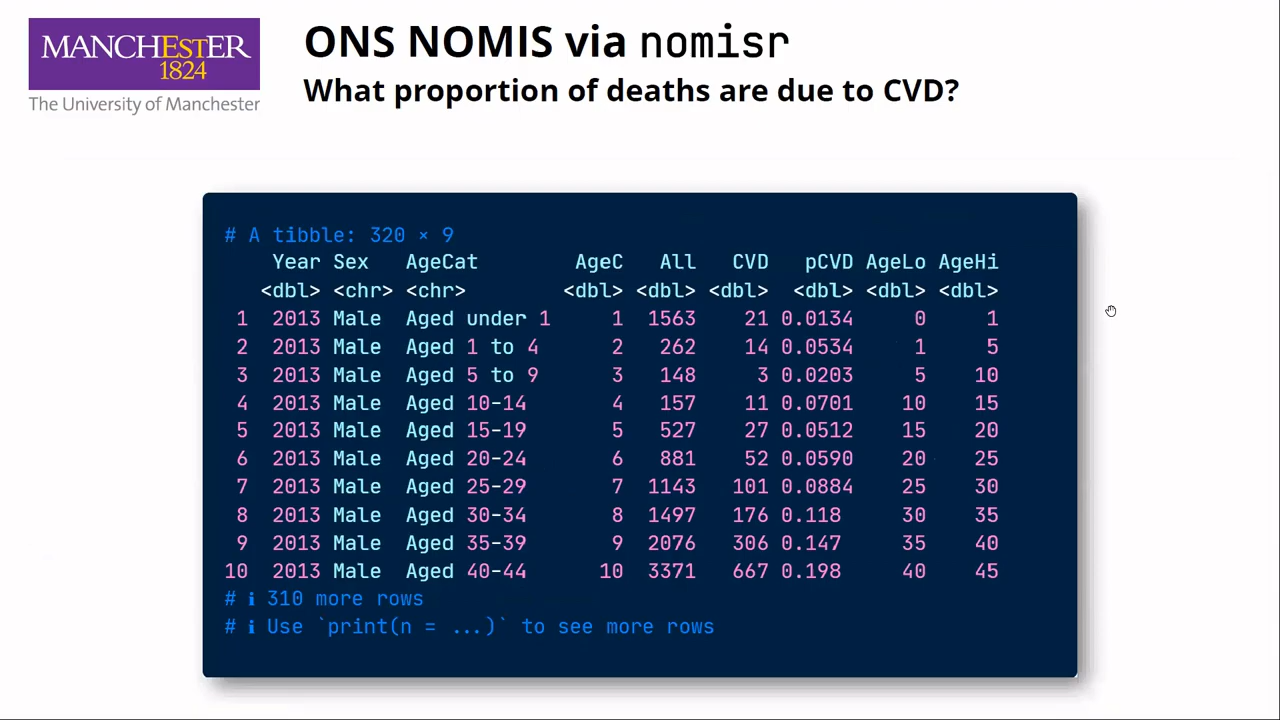 MANCHESTER
1824
The University of Manchester
ONS NOMIS via nomisr
What proportion of deaths are due to CVD?
# A tibble: 320 × 9
Year Sex AgeCat AgeC All CVD pCVD AgeLo AgeHi
<dbl> <chr> <chr> <dbl> <dbl> <dbl> <dbl> <dbl> <dbl>
1 2013 Male Aged under 1 1 1563 21 0.0134 0 1
2 2013 Male Aged 1 to 4 2 262 14 0.0534 1 5
3 2013 Male Aged 5 to 9 3 148 3 0.0203 5 10
4 2013 Male Aged 10-14 4 157 11 0.0701 10 15
5 2013 Male Aged 15-19 5 527 27 0.0512 15 20
6 2013 Male Aged 20-24 6 881 52 0.0590 20 25
7 2013 Male Aged 25-29 7 1143 101 0.0884 25 30
8 2013 Male Aged 30-34 8 1497 176 0.118 30 35
9 2013 Male Aged 35-39 9 2076 306 0.147 35 40
10 2013 Male Aged 40-44 10 3371 667 0.198 40 45
# ℹ 310 more rows
# ℹ Use `print(n = ...)` to see more rows